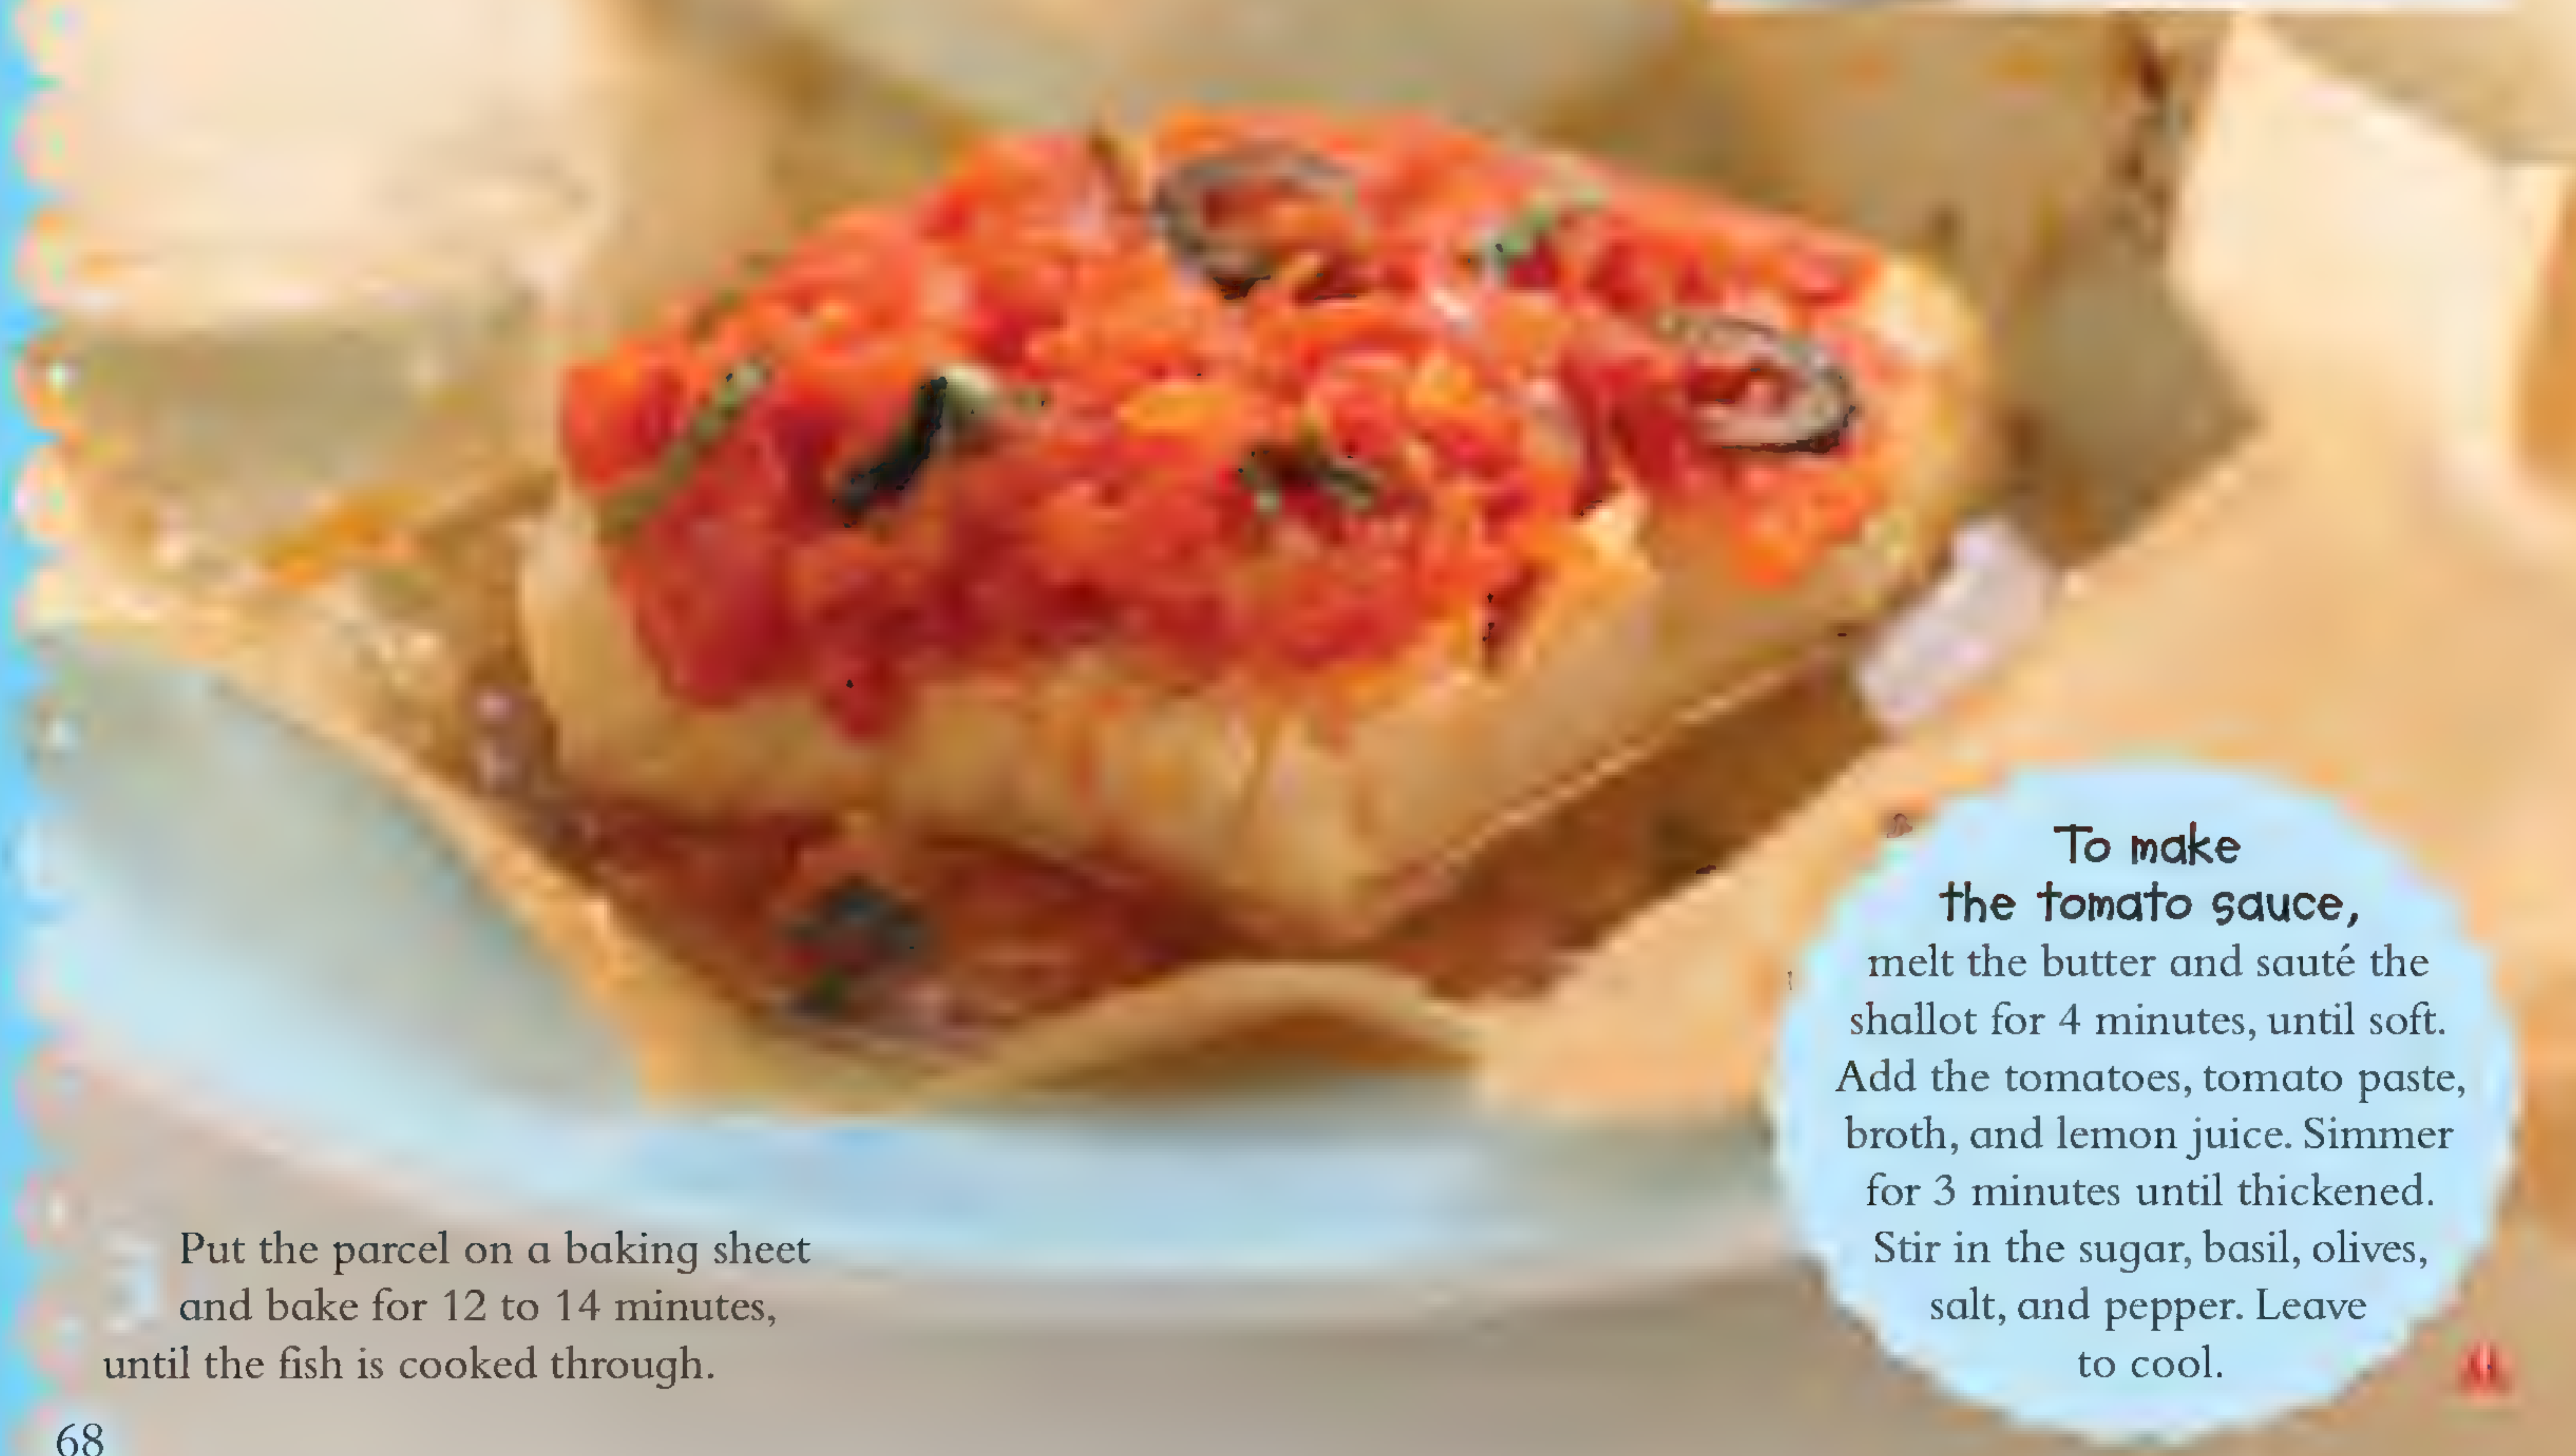 Put the parcel on a baking sheet
and bake for 12 to 14 minutes,
until the fish is cooked through.
68
To make
the tomato sauce,
melt the butter and sauté the
shallot for 4 minutes, until soft.
Add the tomatoes, tomato paste,
broth, and lemon juice. Simmer
for 3 minutes until thickened.
Stir in the sugar, basil, olives,
salt, and pepper. Leave
to cool.